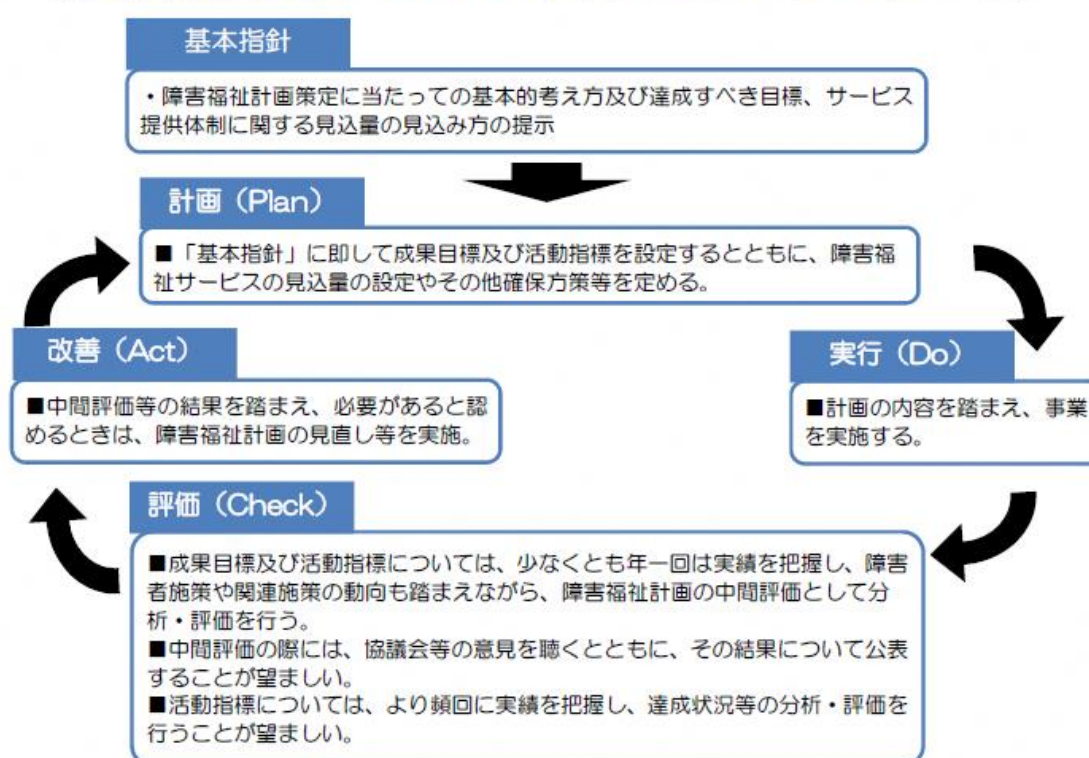 基本指針
・障害福祉計画策定に当たっての基本的考え方及び達成すべき目標、サービス
提供体制に関する見込量の見込み方の提示
計画（Plan）
■「基本指針」に即して成果目標及び活動指標を設定するとともに、障害福
祉サービスの見込量の設定やその他確保方策等を定める。
改善（Act）
■中間評価等の結果を踏まえ、必要があると認
めるときは、障害福祉計画の見直し等を実施。
実行（Do）
■計画の内容を踏まえ、事業
を実施する。
評価（Check）
■成果目標及び活動指標については、少なくとも年一回は実績を把握し、障害
者施策や関連施策の動向も踏まえながら、障害福祉計画の中間評価として分
析・評価を行う。
■中間評価の際には、協議会等の意見を聴くとともに、その結果について公表
することが望ましい。
■活動指標については、より頻回に実績を把握し、達成状況等の分析・評価を
行うことが望ましい。